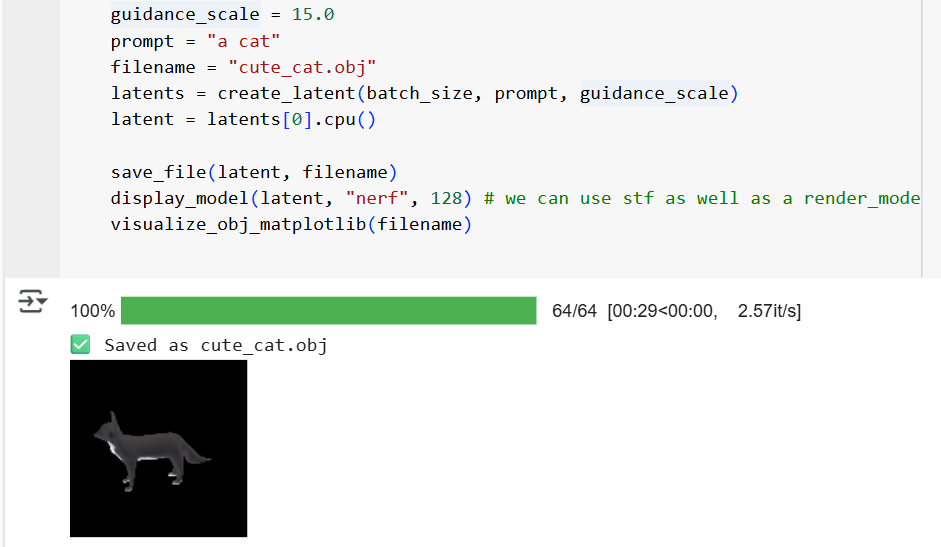 guidance_scale = 15.0
prompt = "a cat"
filename = "cute_cat.obj"
latents = create_latent(batch_size, prompt, guidance_scale)
latent = latents[0].cpu()
save_file(latent, filename)
display_model(latent, "nerf", 128) # we can use stf as well as a render_mode
visualize_obj_matplotlib(filename)
100% 64/64 [00:29<00:00, 2.57it/s]
✅ Saved as cute_cat.obj